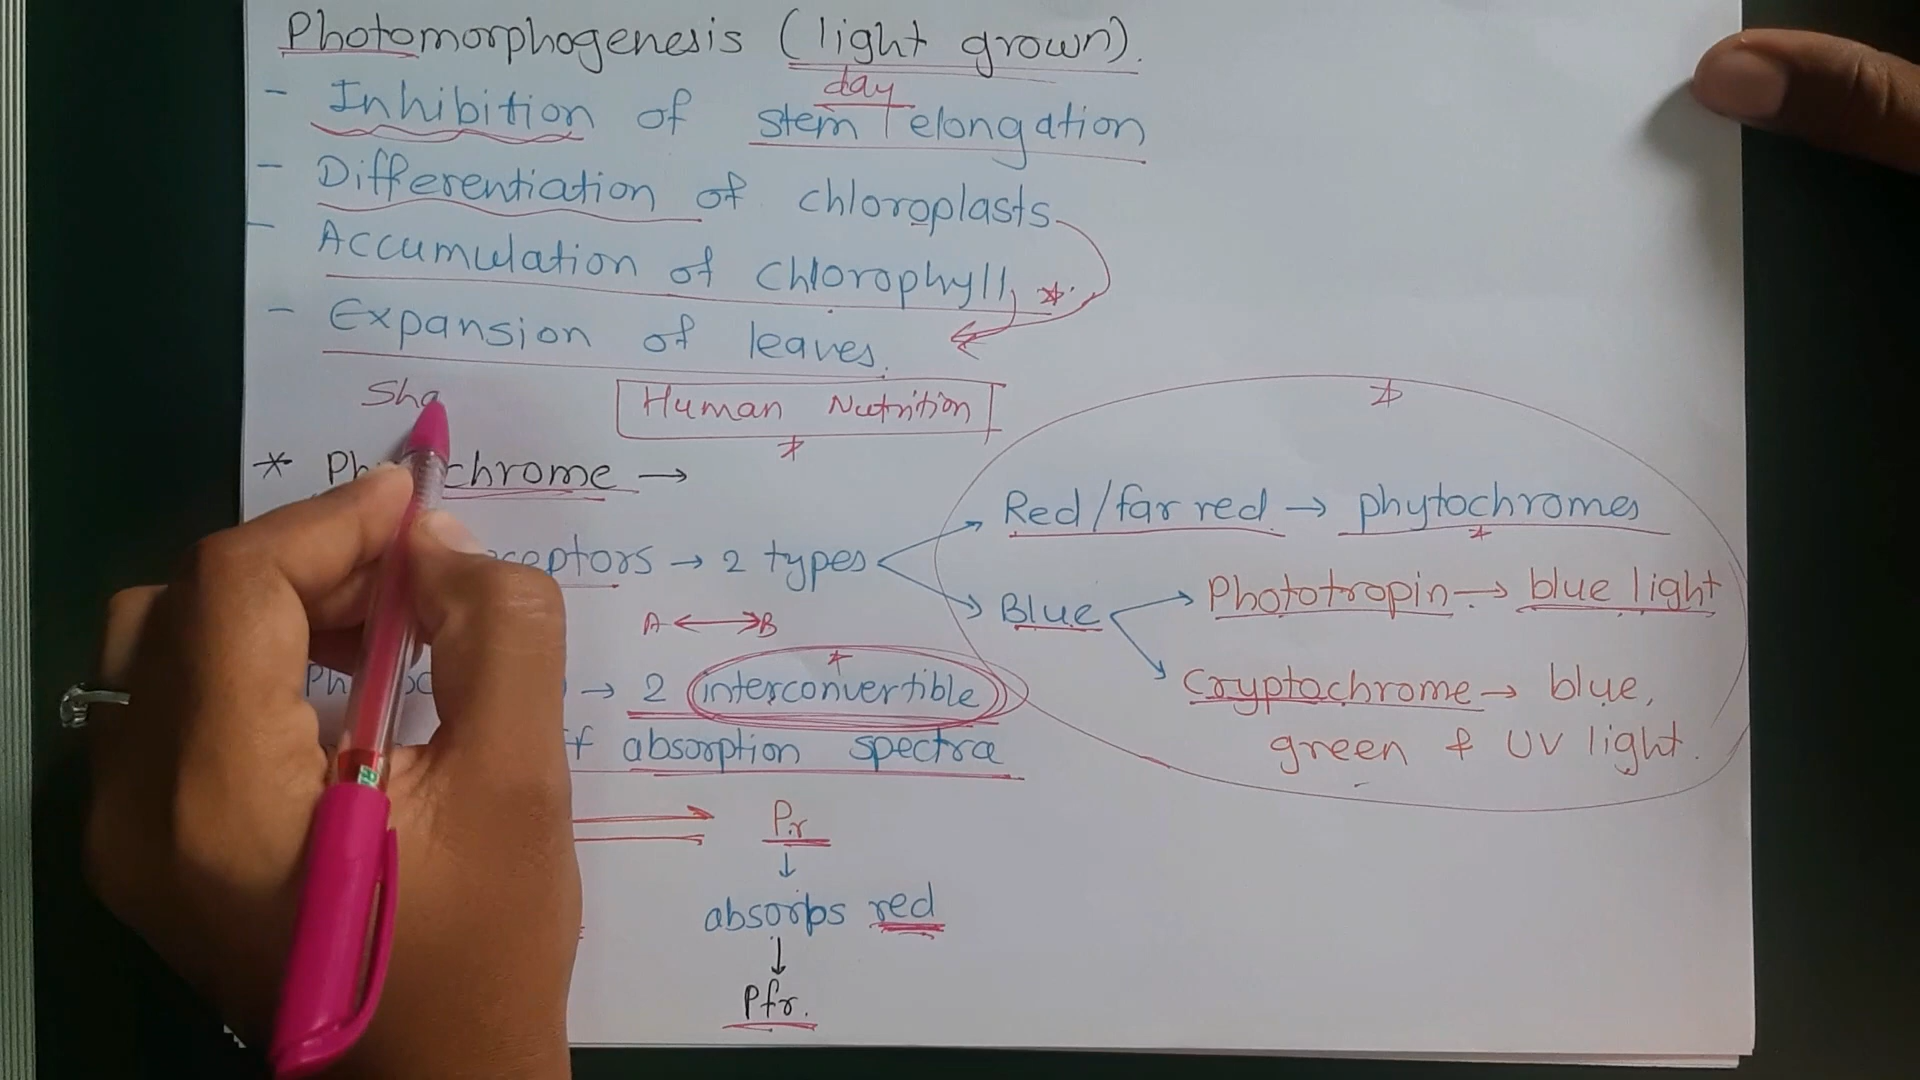 Photomorphogenesis (light grown).
day
- Inhibition of stem elongation
- Differentiation of chloroplasts
- Accumulation of chlorophyll,
- Expansion of leaves.
Sha
Human Nutrition
* chrome →
Red/far red → phytochromes
ceptors → 2 types
Blue
Phototropin → blue light
A ↔ B
Cryptochrome → blue,
green & UV light.
→ 2 interconvertible
absorption spectra
Pr
absorbs red
Pfr.